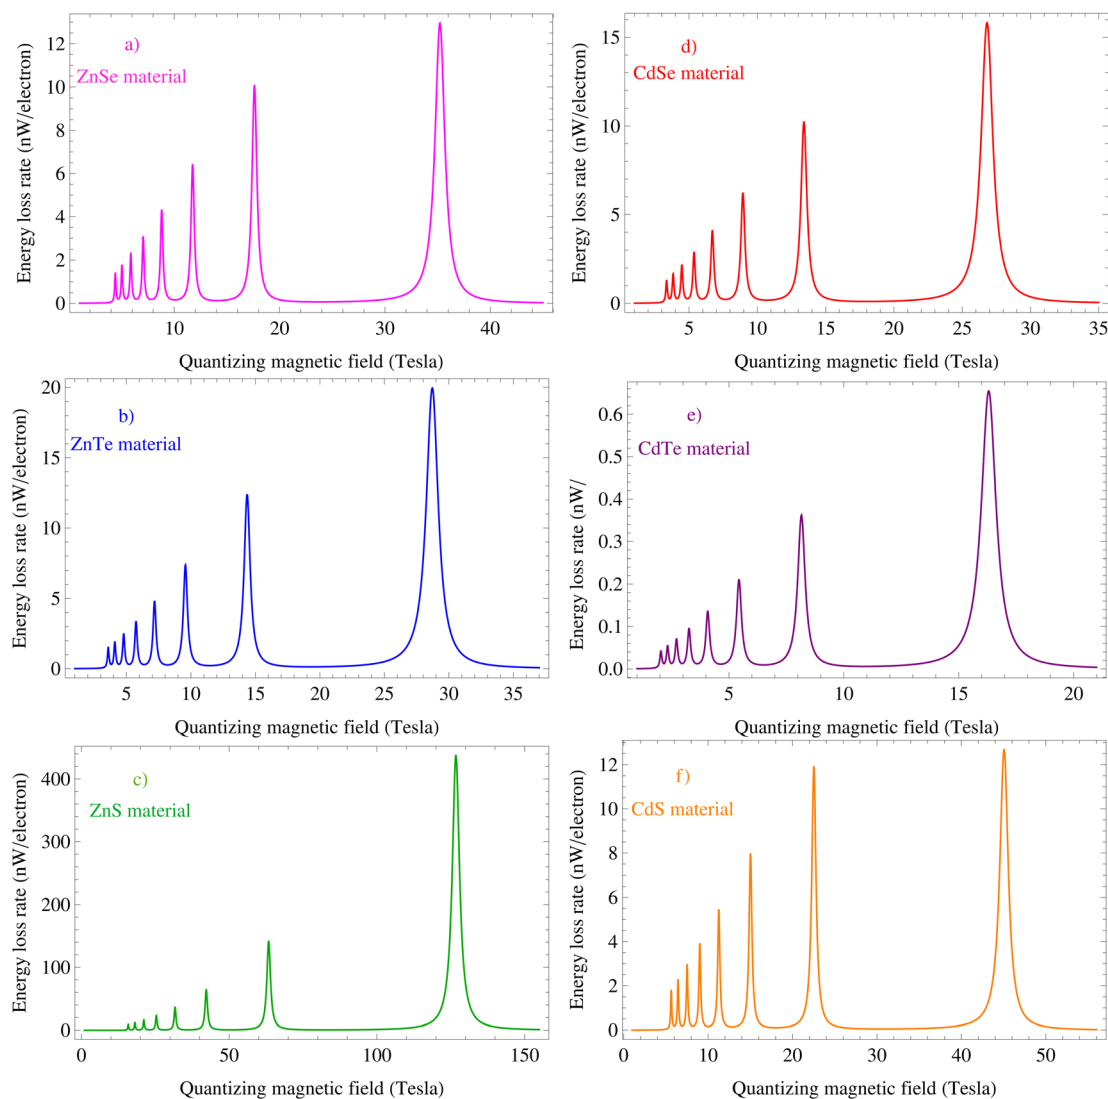 a)
ZnSe material
Energy loss rate (nW/electron)
12
10
8
6
4
2
0
10 20 30 40
Quantizing magnetic field (Tesla)
d)
CdSe material
Energy loss rate (nW/electron)
15
10
5
0
5 10 15 20 25 30 35
Quantizing magnetic field (Tesla)
b)
ZnTe material
Energy loss rate (nW/electron)
20
15
10
5
0
5 10 15 20 25 30 35
Quantizing magnetic field (Tesla)
e)
CdTe material
Energy loss rate (nW/
0.6
0.5
0.4
0.3
0.2
0.1
0.0
5 10 15 20
Quantizing magnetic field (Tesla)
c)
ZnS material
Energy loss rate (nW/electron)
400
300
200
100
0
0 50 100 150
Quantizing magnetic field (Tesla)
f)
CdS material
Energy loss rate (nW/electron)
12
10
8
6
4
2
0
0 10 20 30 40 50
Quantizing magnetic field (Tesla)